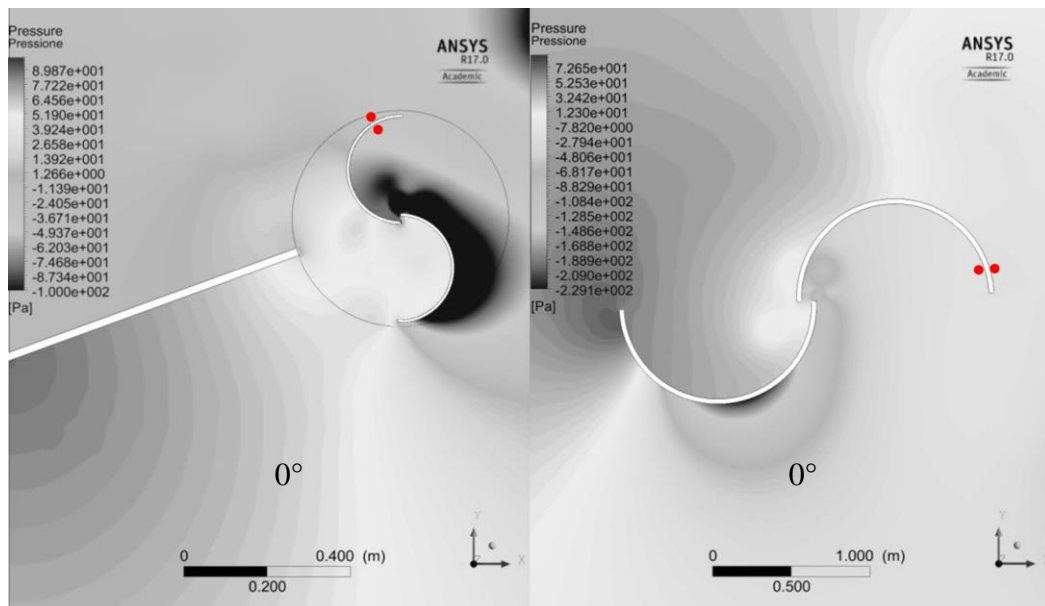 Pressure
Pressione
8.987e+001
7.722e+001
6.456e+001
5.190e+001
3.924e+001
2.658e+001
1.392e+001
1.266e+000
-1.139e+001
-2.405e+001
-3.671e+001
-4.937e+001
-6.203e+001
-7.468e+001
-8.734e+001
-1.000e+002
[Pa]
ANSYS
R17.0
Academic
0°
0 0.400 (m)
0.200
Y
X
Pressure
Pressione
7.265e+001
5.253e+001
3.242e+001
1.230e+001
-7.820e+000
-2.794e+001
-4.806e+001
-6.817e+001
-8.829e+001
-1.084e+002
-1.285e+002
-1.486e+002
-1.688e+002
-1.889e+002
-2.090e+002
-2.291e+002
[Pa]
ANSYS
R17.0
Academic
0°
0 1.000 (m)
0.500
Y